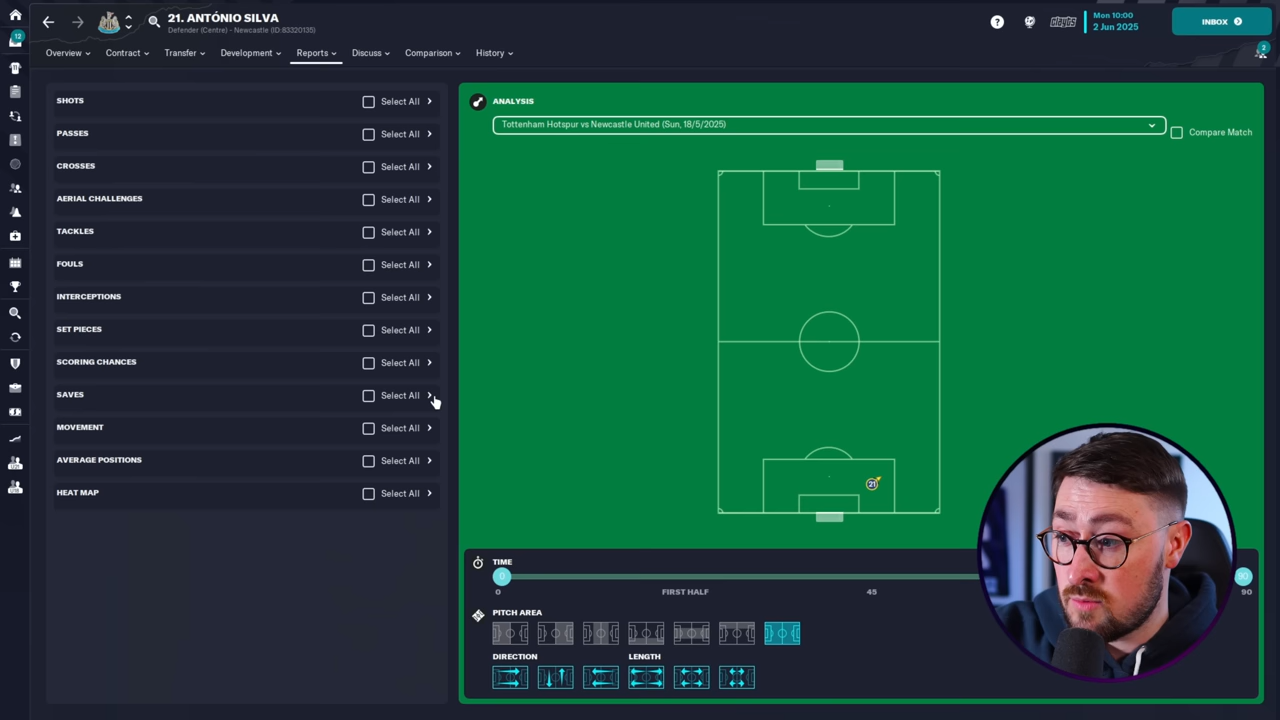 21. ANTÓNIO SILVA
Defender (Centre) - Newcastle (ID:83320135)
Mon 10:00
2 Jun 2025
INBOX
12
2
Overview
Contract
Transfer
Development
Reports
Discuss
Comparison
History
SHOTS
Select All
PASSES
Select All
CROSSES
Select All
AERIAL CHALLENGES
Select All
TACKLES
Select All
FOULS
Select All
INTERCEPTIONS
Select All
SET PIECES
Select All
SCORING CHANCES
Select All
SAVES
Select All
MOVEMENT
Select All
AVERAGE POSITIONS
Select All
HEAT MAP
Select All
ANALYSIS
Tottenham Hotspur vs Newcastle United (Sun, 18/5/2025)
Compare Match
21
TIME
0
90
0
FIRST HALF
45
90
PITCH AREA
DIRECTION
LENGTH